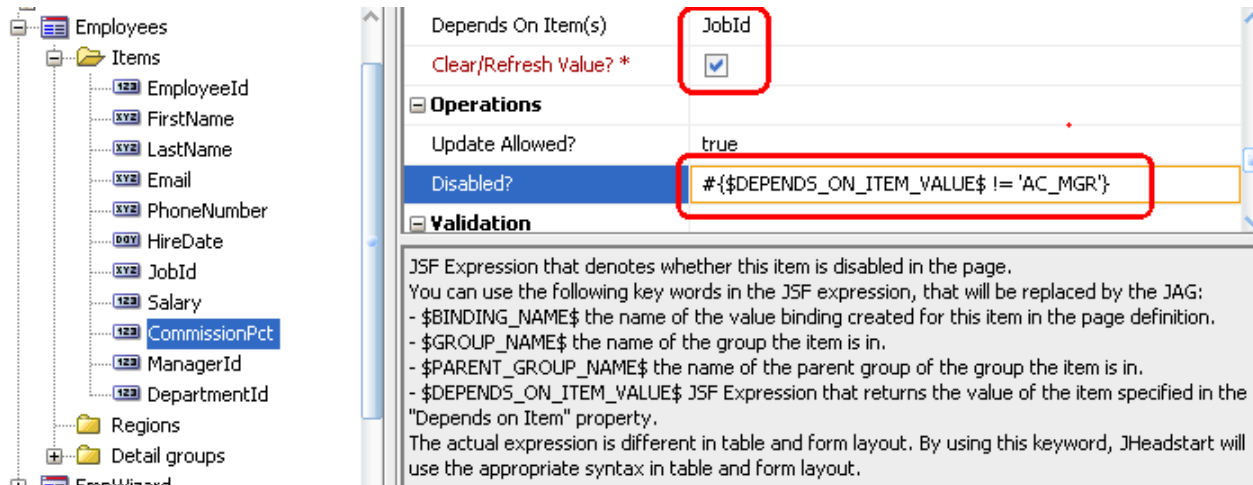 Employees
Items
EmployeeId
FirstName
LastName
Email
PhoneNumber
HireDate
JobId
Salary
CommissionPct
ManagerId
DepartmentId
Regions
Detail groups
EmpWizard
Depends On Item(s) JobId
Clear/Refresh Value? *
Operations
Update Allowed? true
Disabled? #{$DEPENDS_ON_ITEM_VALUE$ != 'AC_MGR'}
Validation
JSF Expression that denotes whether this item is disabled in the page.
You can use the following key words in the JSF expression, that will be replaced by the JAG:
- $BINDING_NAME$ the name of the value binding created for this item in the page definition.
- $GROUP_NAME$ the name of the group the item is in.
- $PARENT_GROUP_NAME$ the name of the parent group of the group the item is in.
- $DEPENDS_ON_ITEM_VALUE$ JSF Expression that returns the value of the item specified in the
"Depends on Item" property.
The actual expression is different in table and form layout. By using this keyword, JHeadstart will
use the appropriate syntax in table and form layout.